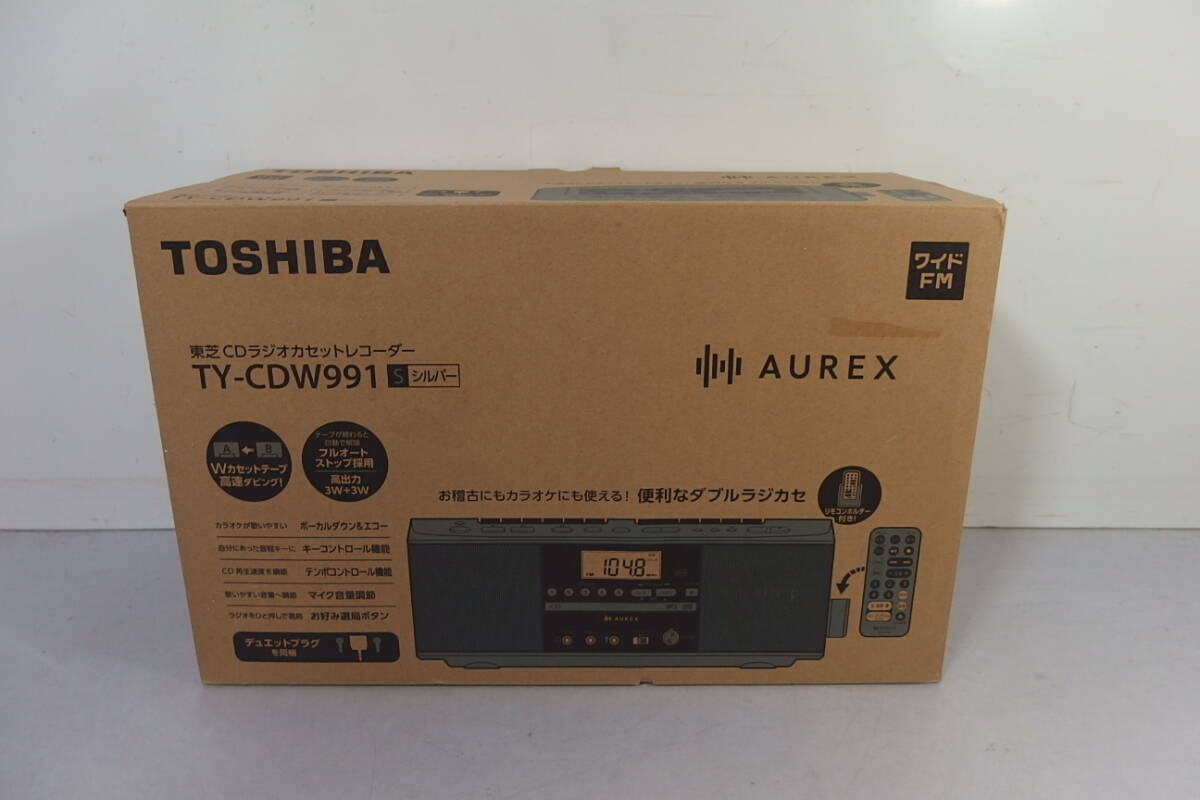 TOSHIBA
AUREX
TY-CDW991
TOSHIBA
ワイド
FM
東芝CDラジオカセットレコーダー
TY-CDW991 S シルバー
AUREX
A B
Wカセットテープ
高速ダビング!
テープが終わると
自動で解除
フルオート
ストップ採用
高出力
3W+3W
お稽古にもカラオケにも使える! 便利なダブルラジカセ
リモコンホルダー
付き!
カラオケが歌いやすい ボーカルダウン&エコー
自分にあった音程キーに キーコントロール機能
CD再生速度を調節 テンポコントロール機能
歌いやすい音量へ調節 マイク音量調節
ラジオをひと押しで選局 お好み選局ボタン
デュエットプラグ
を同梱
FM 104.8
AUREX